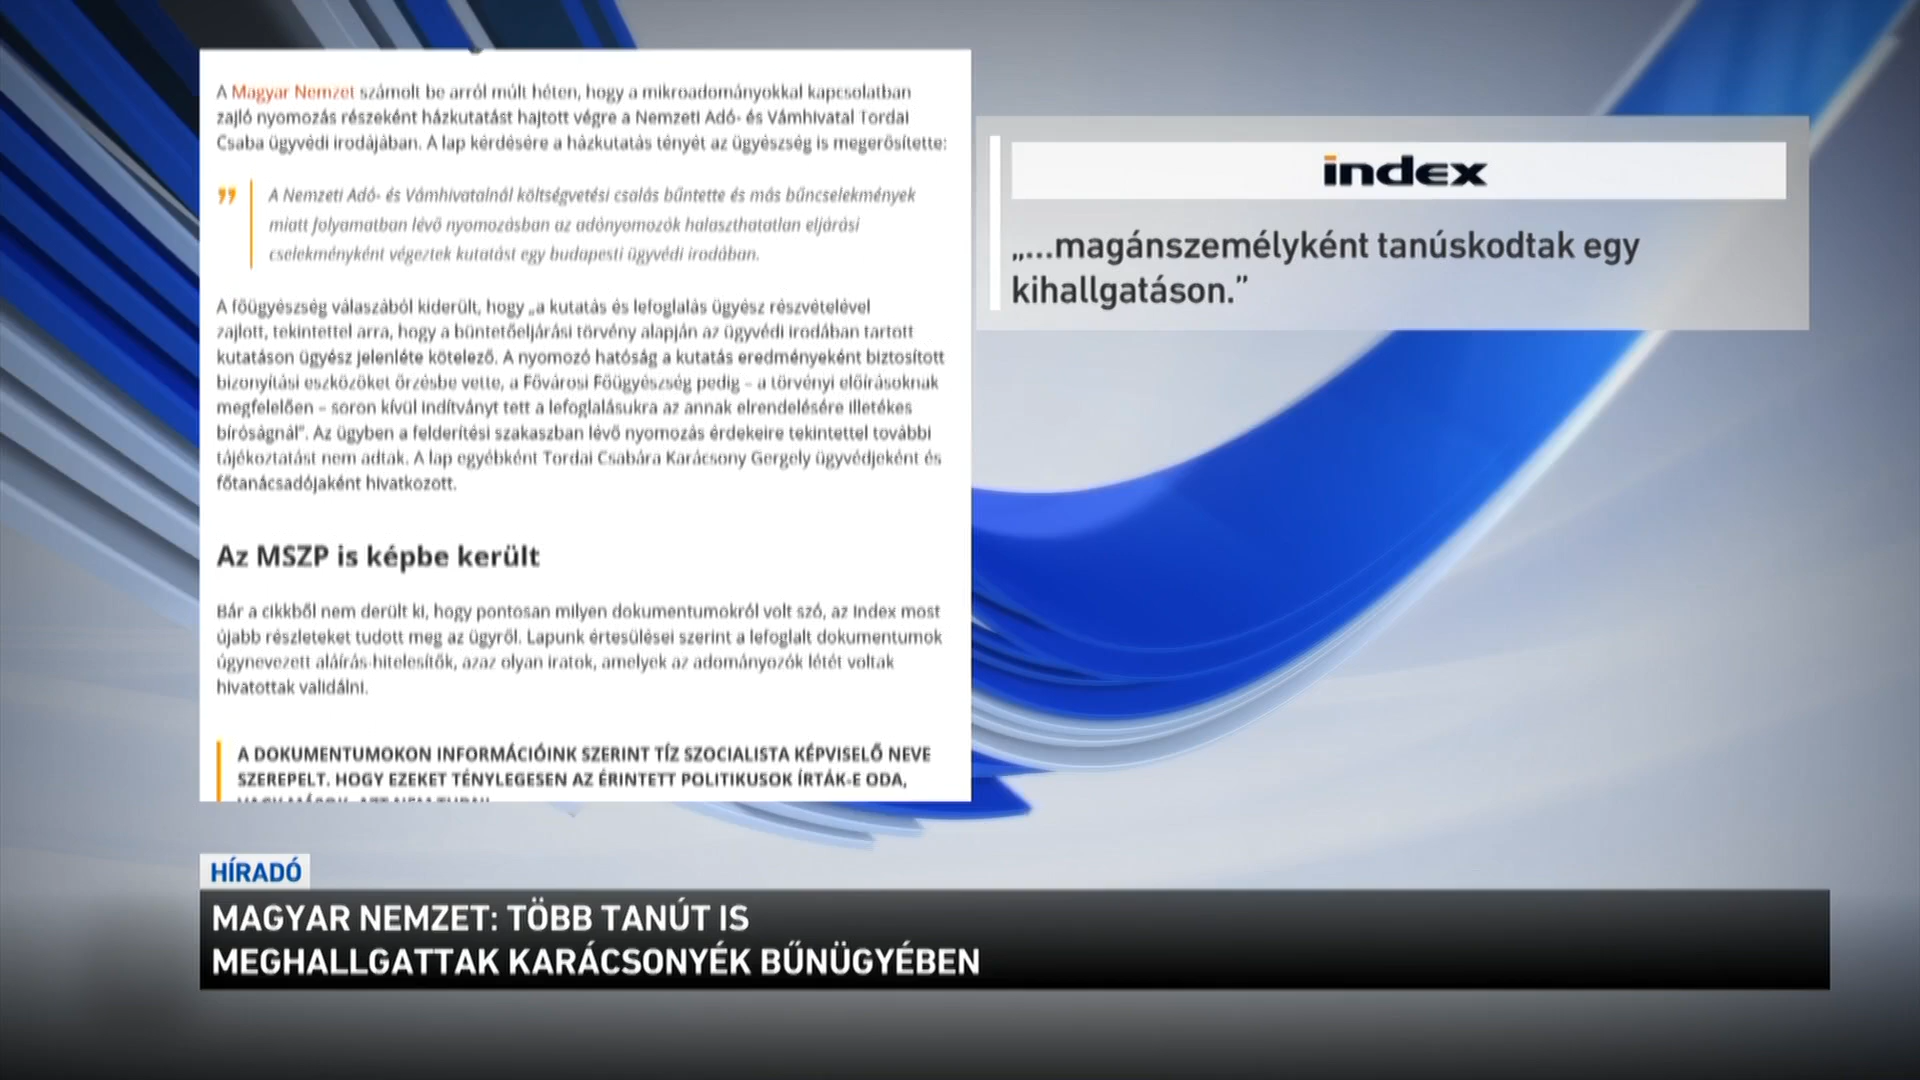 A Magyar Nemzet számolt be arról múlt héten, hogy a mikroadományokkal kapcsolatban
zajló nyomozás részeként házkutatást hajtott végre a Nemzeti Adó- és Vámhivatal Tordai
Csaba ügyvédi irodájában. A lap kérdésére a házkutatás tényét az ügyészség is megerősítette:
A Nemzeti Adó- és Vámhivatalnál költségvetési csalás bűntette és más bűncselekmények
miatt folyamatban lévő nyomozásban az adónyomozók halaszthatatlan eljárási
cselekményként végeztek kutatást egy budapesti ügyvédi irodában.
A főügyészség válaszából kiderült, hogy „a kutatás és lefoglalás ügyész részvételével
zajlott, tekintettel arra, hogy a büntetőeljárási törvény alapján az ügyvédi irodában tartott
kutatáson ügyész jelenléte kötelező. A nyomozó hatóság a kutatás eredményeként biztosított
bizonyítási eszközöket őrzésbe vette, a Fővárosi Főügyészség pedig – a törvényi előírásoknak
megfelelően – soron kívül indítványt tett a lefoglalásukra az annak elrendelésére illetékes
bíróságnál”. Az ügyben a felderítési szakaszban lévő nyomozás érdekeire tekintettel további
tájékoztatást nem adtak. A lap egyébként Tordai Csabára Karácsony Gergely ügyvédjeként és
főtanácsadójaként hivatkozott.
Az MSZP is képbe került
Bár a cikkből nem derült ki, hogy pontosan milyen dokumentumokról volt szó, az Index most
újabb részleteket tudott meg az ügyről. Lapunk értesülései szerint a lefoglalt dokumentumok
úgynevezett aláírás-hitelesítők, azaz olyan iratok, amelyek az adományozók létét voltak
hivatottak validálni.
A DOKUMENTUMOKON INFORMÁCIÓINK SZERINT TÍZ SZOCIALISTA KÉPVISELŐ NEVE
SZEREPELT. HOGY EZEKET TÉNYLEGESEN AZ ÉRINTETT POLITIKUSOK ÍRTÁK-E ODA,
index
„...magánszemélyként tanúskodtak egy
kihallgatáson.”
HÍRADÓ
MAGYAR NEMZET: TÖBB TANÚT IS
MEGHALLGATTAK KARÁCSONYÉK BŰNÜGYÉBEN